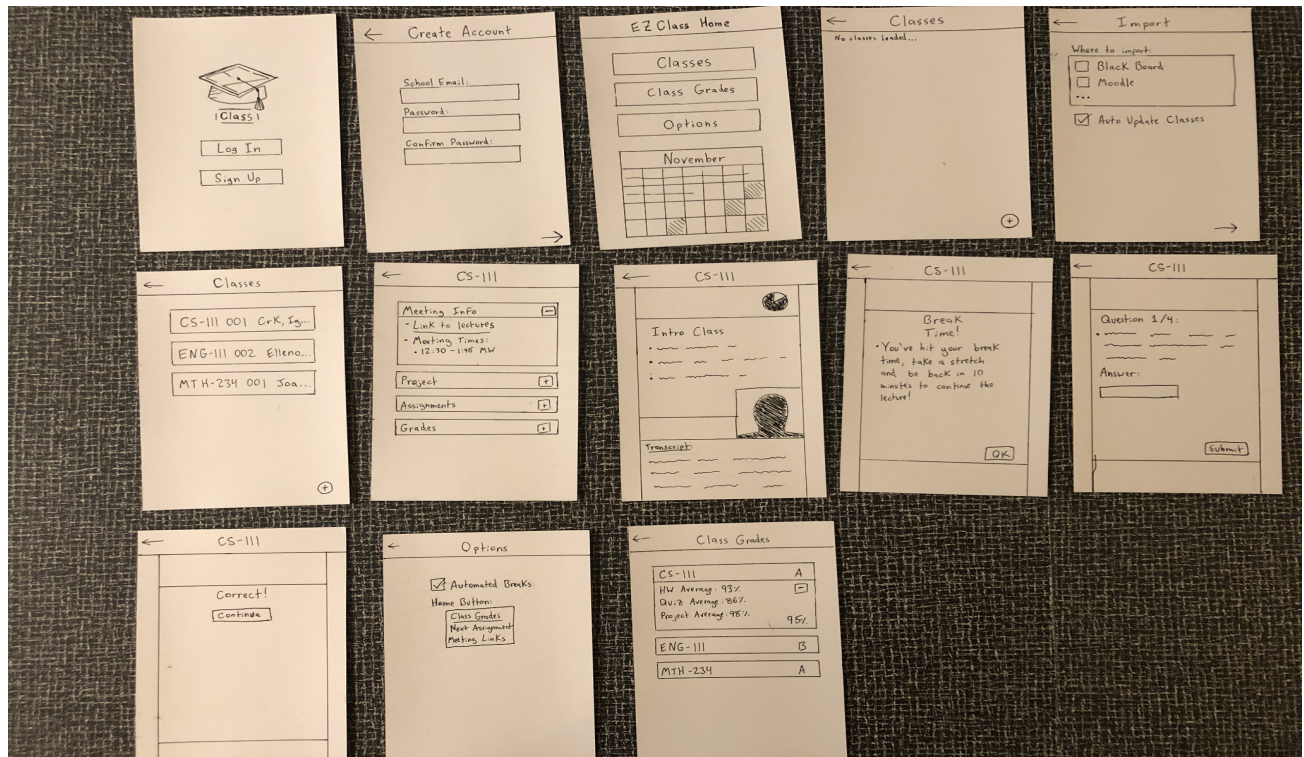 Class
Log In
Sign Up
Create Account
School Email:
Password:
Confirm Password:
EZ Class Home
Classes
Class Grades
Options
November
Classes
No classes loaded...
Import
Where to import:
Black Board
Moodle
...
Auto Update Classes
Classes
CS-111 001 Crk, Ig...
ENG-111 002 Elleno...
MTH-234 001 Joa...
CS-111
Meeting Info
- Link to lectures
- Meeting Times:
• 12:30-1:45 MW
Project
Assignments
Grades
CS-111
Intro Class
Transcript:
CS-111
Break
Time!
• You've hit your break
time, take a stretch
and be back in 10
minutes to continue the
lecture!
OK
CS-111
Question 1/4:
Answer:
Submit
CS-111
Correct!
Continue
Options
Automated Breaks
Home Button:
Class Grades
Next Assignment
Meeting Links
Class Grades
CS-111 A
HW Average: 93%
Quiz Average: 86%
Project Average: 98%
95%
ENG-111 B
MTH-234 A